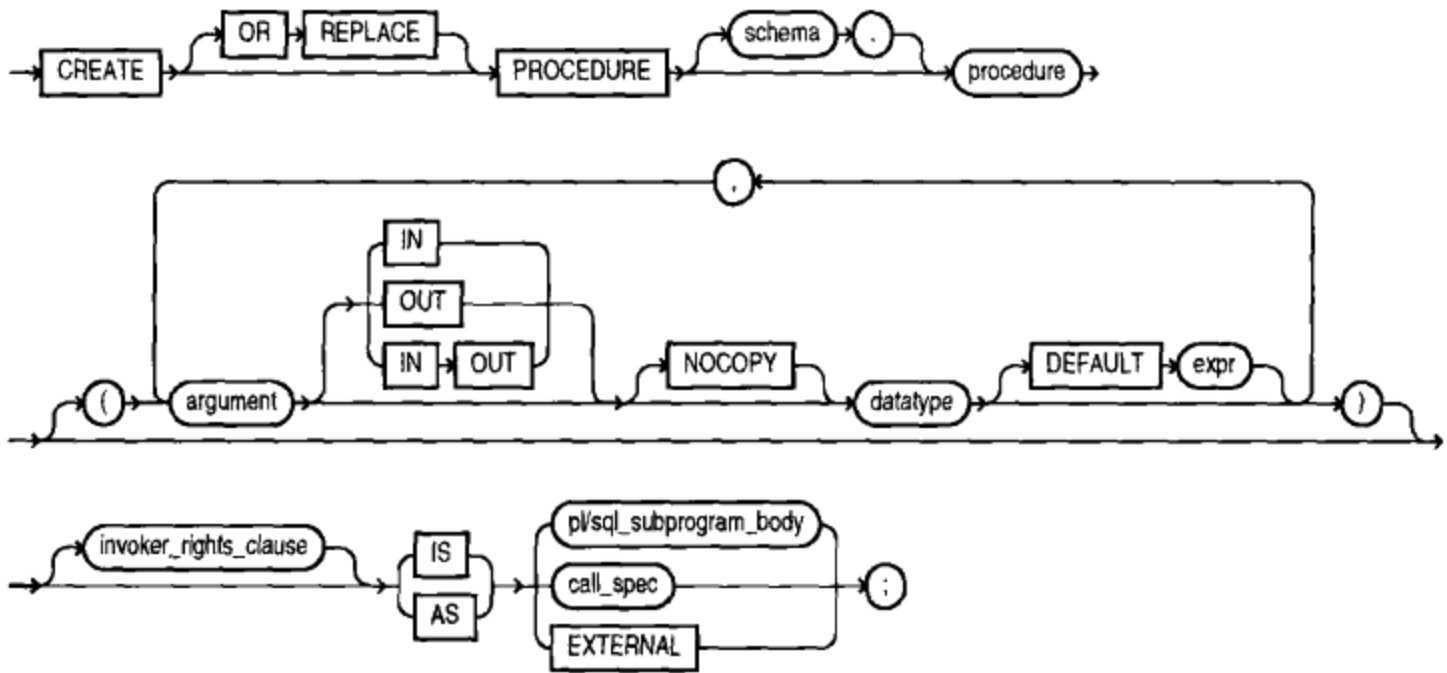 OR REPLACE schema .
CREATE PROCEDURE procedure
,
IN
OUT
IN OUT NOCOPY DEFAULT expr
( argument datatype )
invoker_rights_clause IS pl/sql_subprogram_body
call_spec ;
AS EXTERNAL